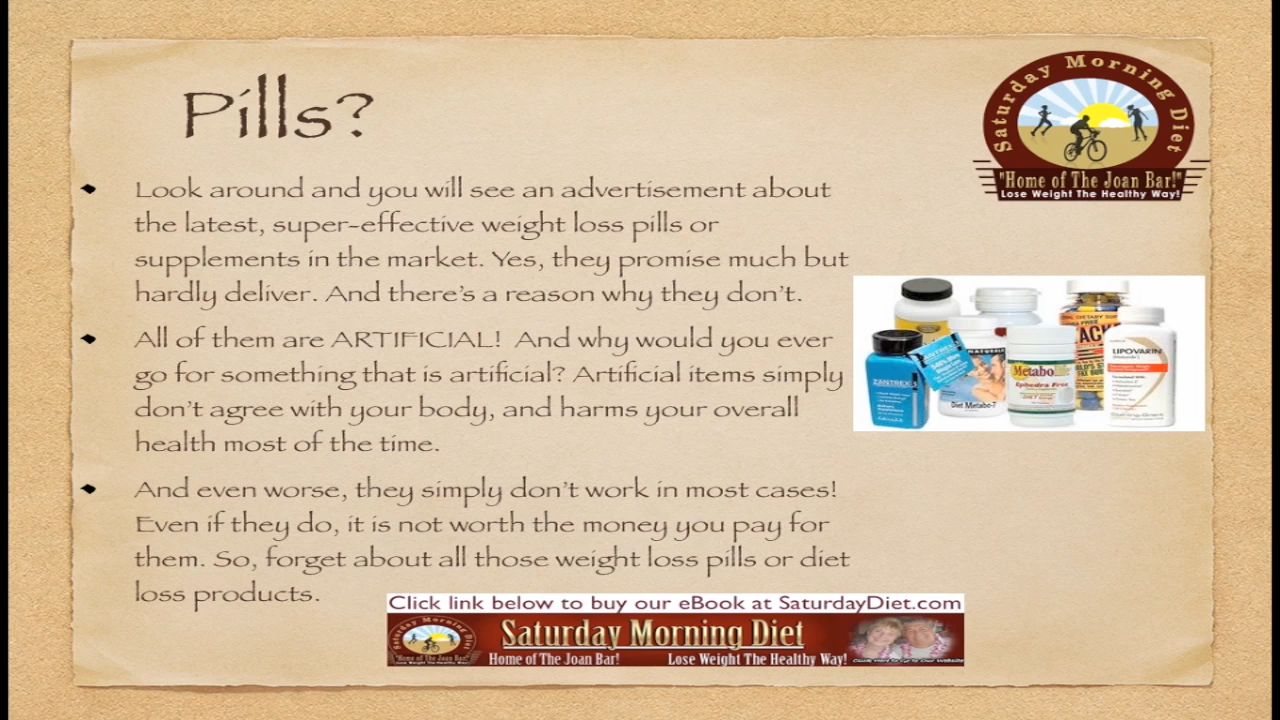 Pills?
Saturday Morning Diet
"Home of The Joan Bar!"
Lose Weight The Healthy Way!
Look around and you will see an advertisement about
the latest, super-effective weight loss pills or
supplements in the market. Yes, they promise much but
hardly deliver. And there's a reason why they don't.
All of them are ARTIFICIAL! And why would you ever
go for something that is artificial? Artificial items simply
don't agree with your body, and harms your overall
health most of the time.
And even worse, they simply don't work in most cases!
Even if they do, it is not worth the money you pay for
them. So, forget about all those weight loss pills or diet
loss products.
ZANTREX
NATROL
Diet Metabo-7
Metabo
Ephedra Free
LIPOVARIN
Click link below to buy our eBook at SaturdayDiet.com
Saturday Morning Diet
Home of The Joan Bar! Lose Weight The Healthy Way!